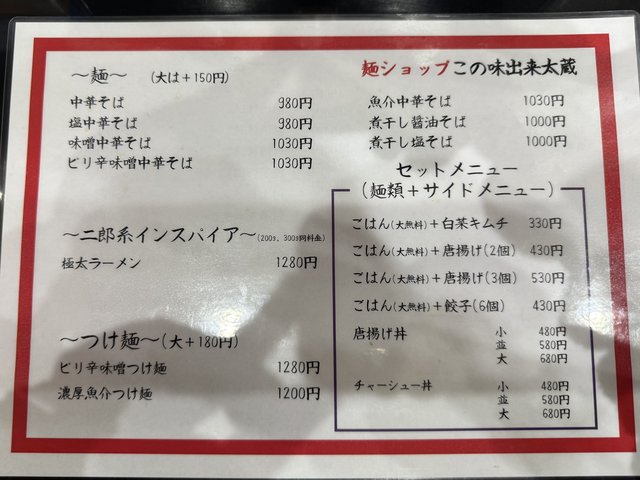 麺ショップこの味出来太蔵
～麺～ （大は＋150円）
中華そば 980円
塩中華そば 980円
味噌中華そば 1030円
ピリ辛味噌中華そば 1030円
魚介中華そば 1030円
煮干し醤油そば 1000円
煮干し塩そば 1000円
～二郎系インスパイア～(200g、300g同料金)
極太ラーメン 1280円
～つけ麺～(大＋180円)
ピリ辛味噌つけ麺 1280円
濃厚魚介つけ麺 1200円
セットメニュー
（麺類＋サイドメニュー）
ごはん(大無料)＋白菜キムチ 330円
ごはん(大無料)＋唐揚げ(2個) 430円
ごはん(大無料)＋唐揚げ(3個) 530円
ごはん(大無料)＋餃子(6個) 430円
唐揚げ丼 小 480円
並 580円
大 680円
チャーシュー丼 小 480円
並 580円
大 680円